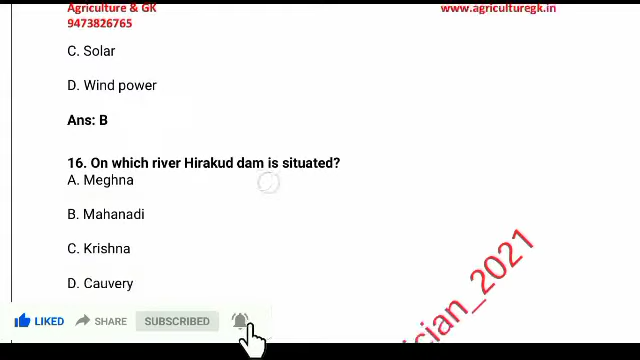 Agriculture & GK
www.agriculturegk.in
9473826765
C. Solar
D. Wind power
Ans: B
16. On which river Hirakud dam is situated?
A. Meghna
B. Mahanadi
C. Krishna
D. Cauvery
ician_2021
LIKED
SHARE
SUBSCRIBED